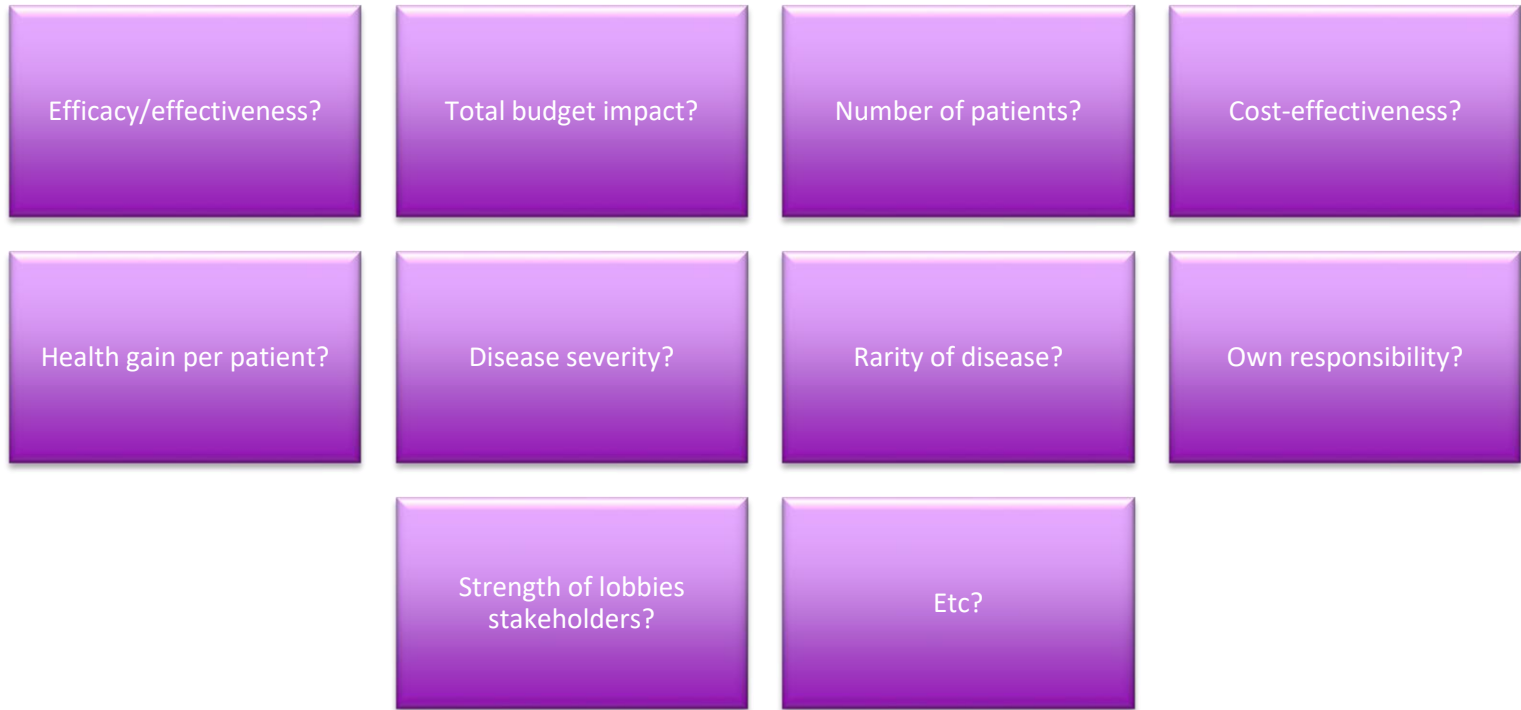 Efficacy/effectiveness?
Total budget impact?
Number of patients?
Cost-effectiveness?
Health gain per patient?
Disease severity?
Rarity of disease?
Own responsibility?
Strength of lobbies
stakeholders?
Etc?